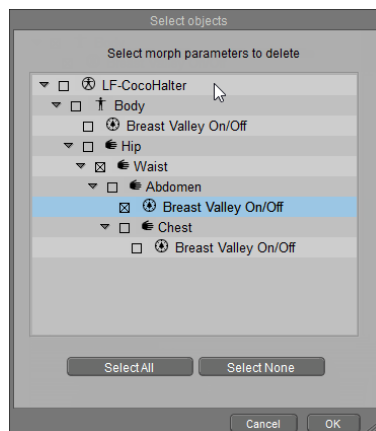 Select objects
Select morph parameters to delete
LF-CocoHalter
Body
Breast Valley On/Off
Hip
Waist
Abdomen
Breast Valley On/Off
Chest
Breast Valley On/Off
Select All Select None
Cancel OK